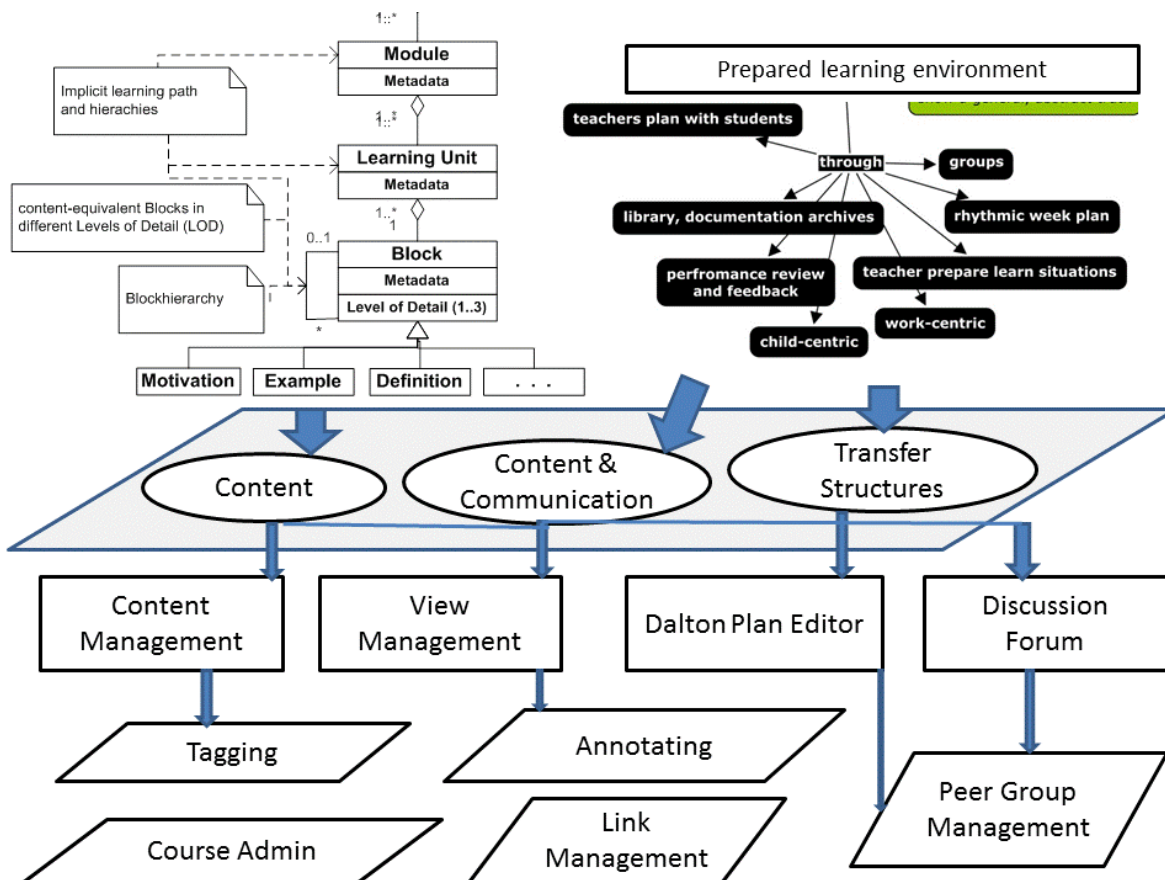 1::*
Module
Metadata
Implicit learning path
and hierachies
1::*
1::*
Learning Unit
Metadata
content-equivalent Blocks in
different Levels of Detail (LOD)
1..*
1
0..1
Block
Metadata
Level of Detail (1..3)
Blockhierarchy
*
Motivation
Example
Definition
. . .
Prepared learning environment
teachers plan with students
through
groups
library, documentation archives
rhythmic week plan
perfromance review
and feedback
teacher prepare learn situations
child-centric
work-centric
Content
Content &
Communication
Transfer
Structures
Content
Management
View
Management
Dalton Plan Editor
Discussion
Forum
Tagging
Annotating
Peer Group
Management
Course Admin
Link
Management